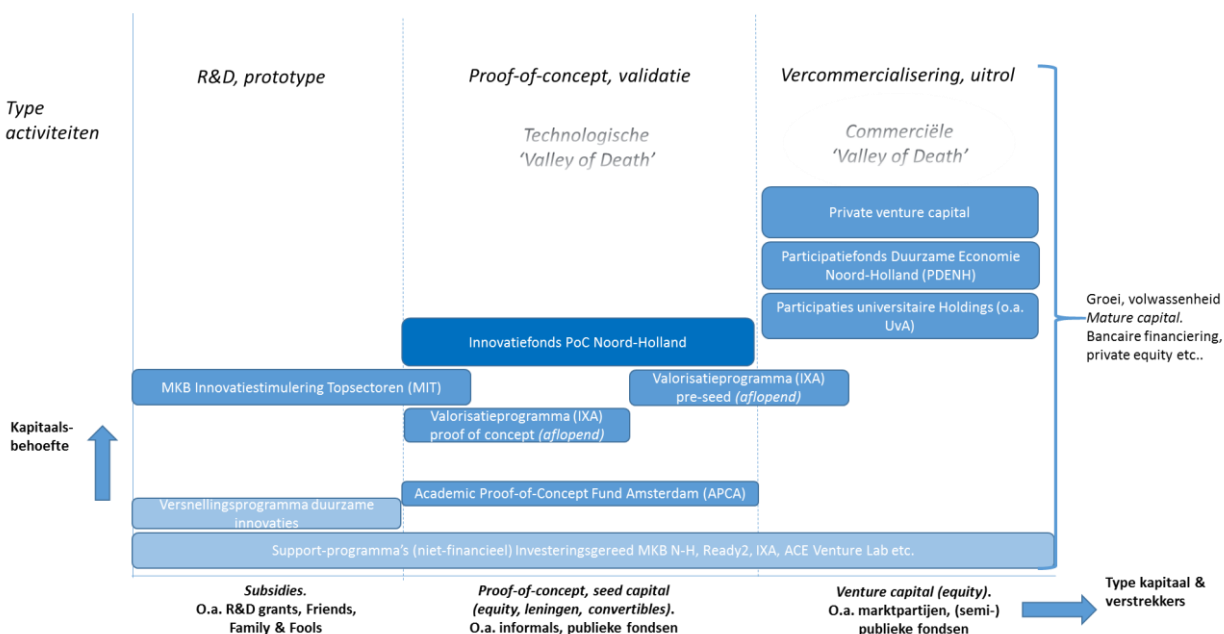 R&D, prototype
Proof-of-concept, validatie
Vercommercialisering, uitrol
Type
activiteiten
Technologische
‘Valley of Death’
Commerciële
‘Valley of Death’
Private venture capital
Participatiefonds Duurzame Economie
Noord-Holland (PDENH)
Participaties universitaire Holdings (o.a.
UvA)
Groei, volwassenheid
Mature capital.
Bancaire financiering,
private equity etc..
Innovatiefonds PoC Noord-Holland
MKB Innovatiestimulering Topsectoren (MIT)
Valorisatieprogramma (IXA)
pre-seed (aflopend)
Valorisatieprogramma (IXA)
proof of concept (aflopend)
Kapitaals-
behoefte
Academic Proof-of-Concept Fund Amsterdam (APCA)
Versnellingsprogramma duurzame
innovaties
Support-programma’s (niet-financieel) Investeringsgereed MKB N-H, Ready2, IXA, ACE Venture Lab etc.
Subsidies.
O.a. R&D grants, Friends,
Family & Fools
Proof-of-concept, seed capital
(equity, leningen, convertibles).
O.a. informals, publieke fondsen
Venture capital (equity).
O.a. marktpartijen, (semi-)
publieke fondsen
Type kapitaal &
verstrekkers